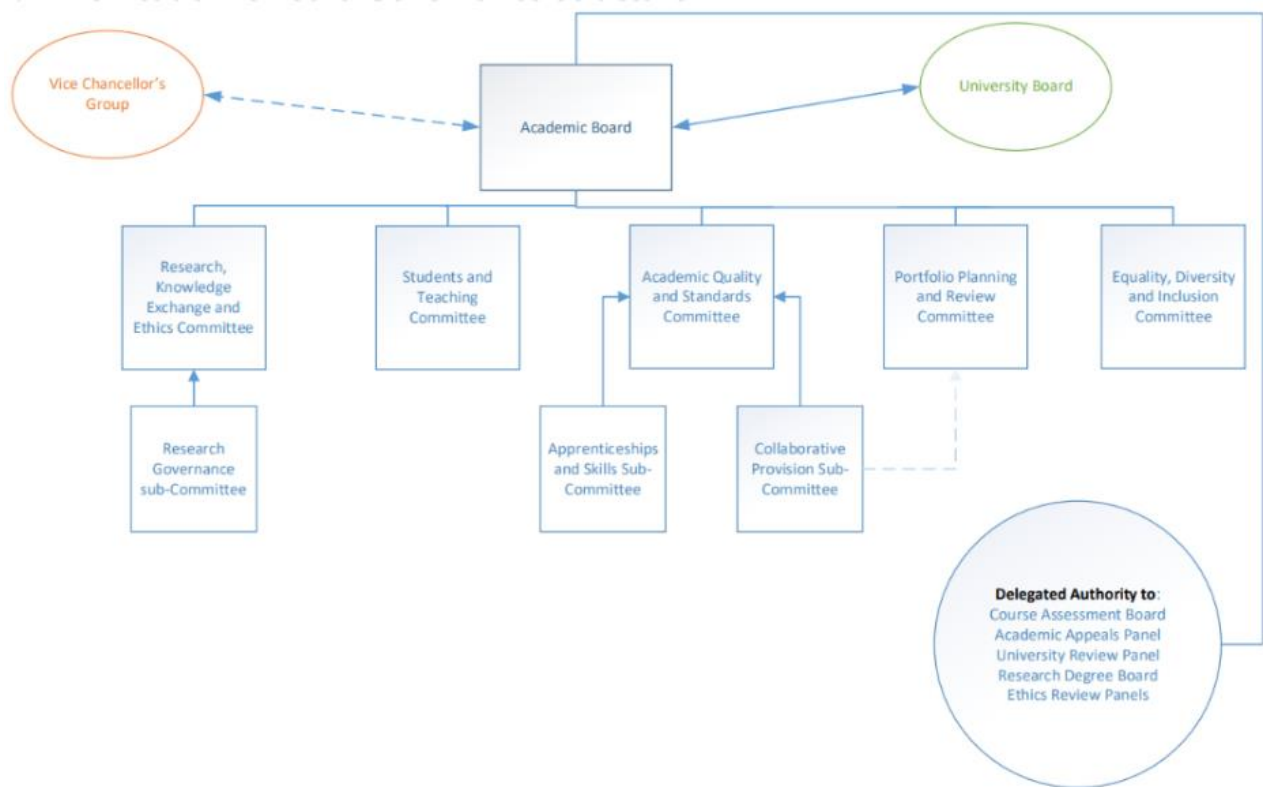 Vice Chancellor's
Group
Academic Board
University Board
Research,
Knowledge
Exchange and
Ethics Committee
Students and
Teaching
Committee
Academic Quality
and Standards
Committee
Portfolio Planning
and Review
Committee
Equality, Diversity
and Inclusion
Committee
Research
Governance
sub-Committee
Apprenticeships
and Skills Sub-
Committee
Collaborative
Provision Sub-
Committee
Delegated Authority to:
Course Assessment Board
Academic Appeals Panel
University Review Panel
Research Degree Board
Ethics Review Panels